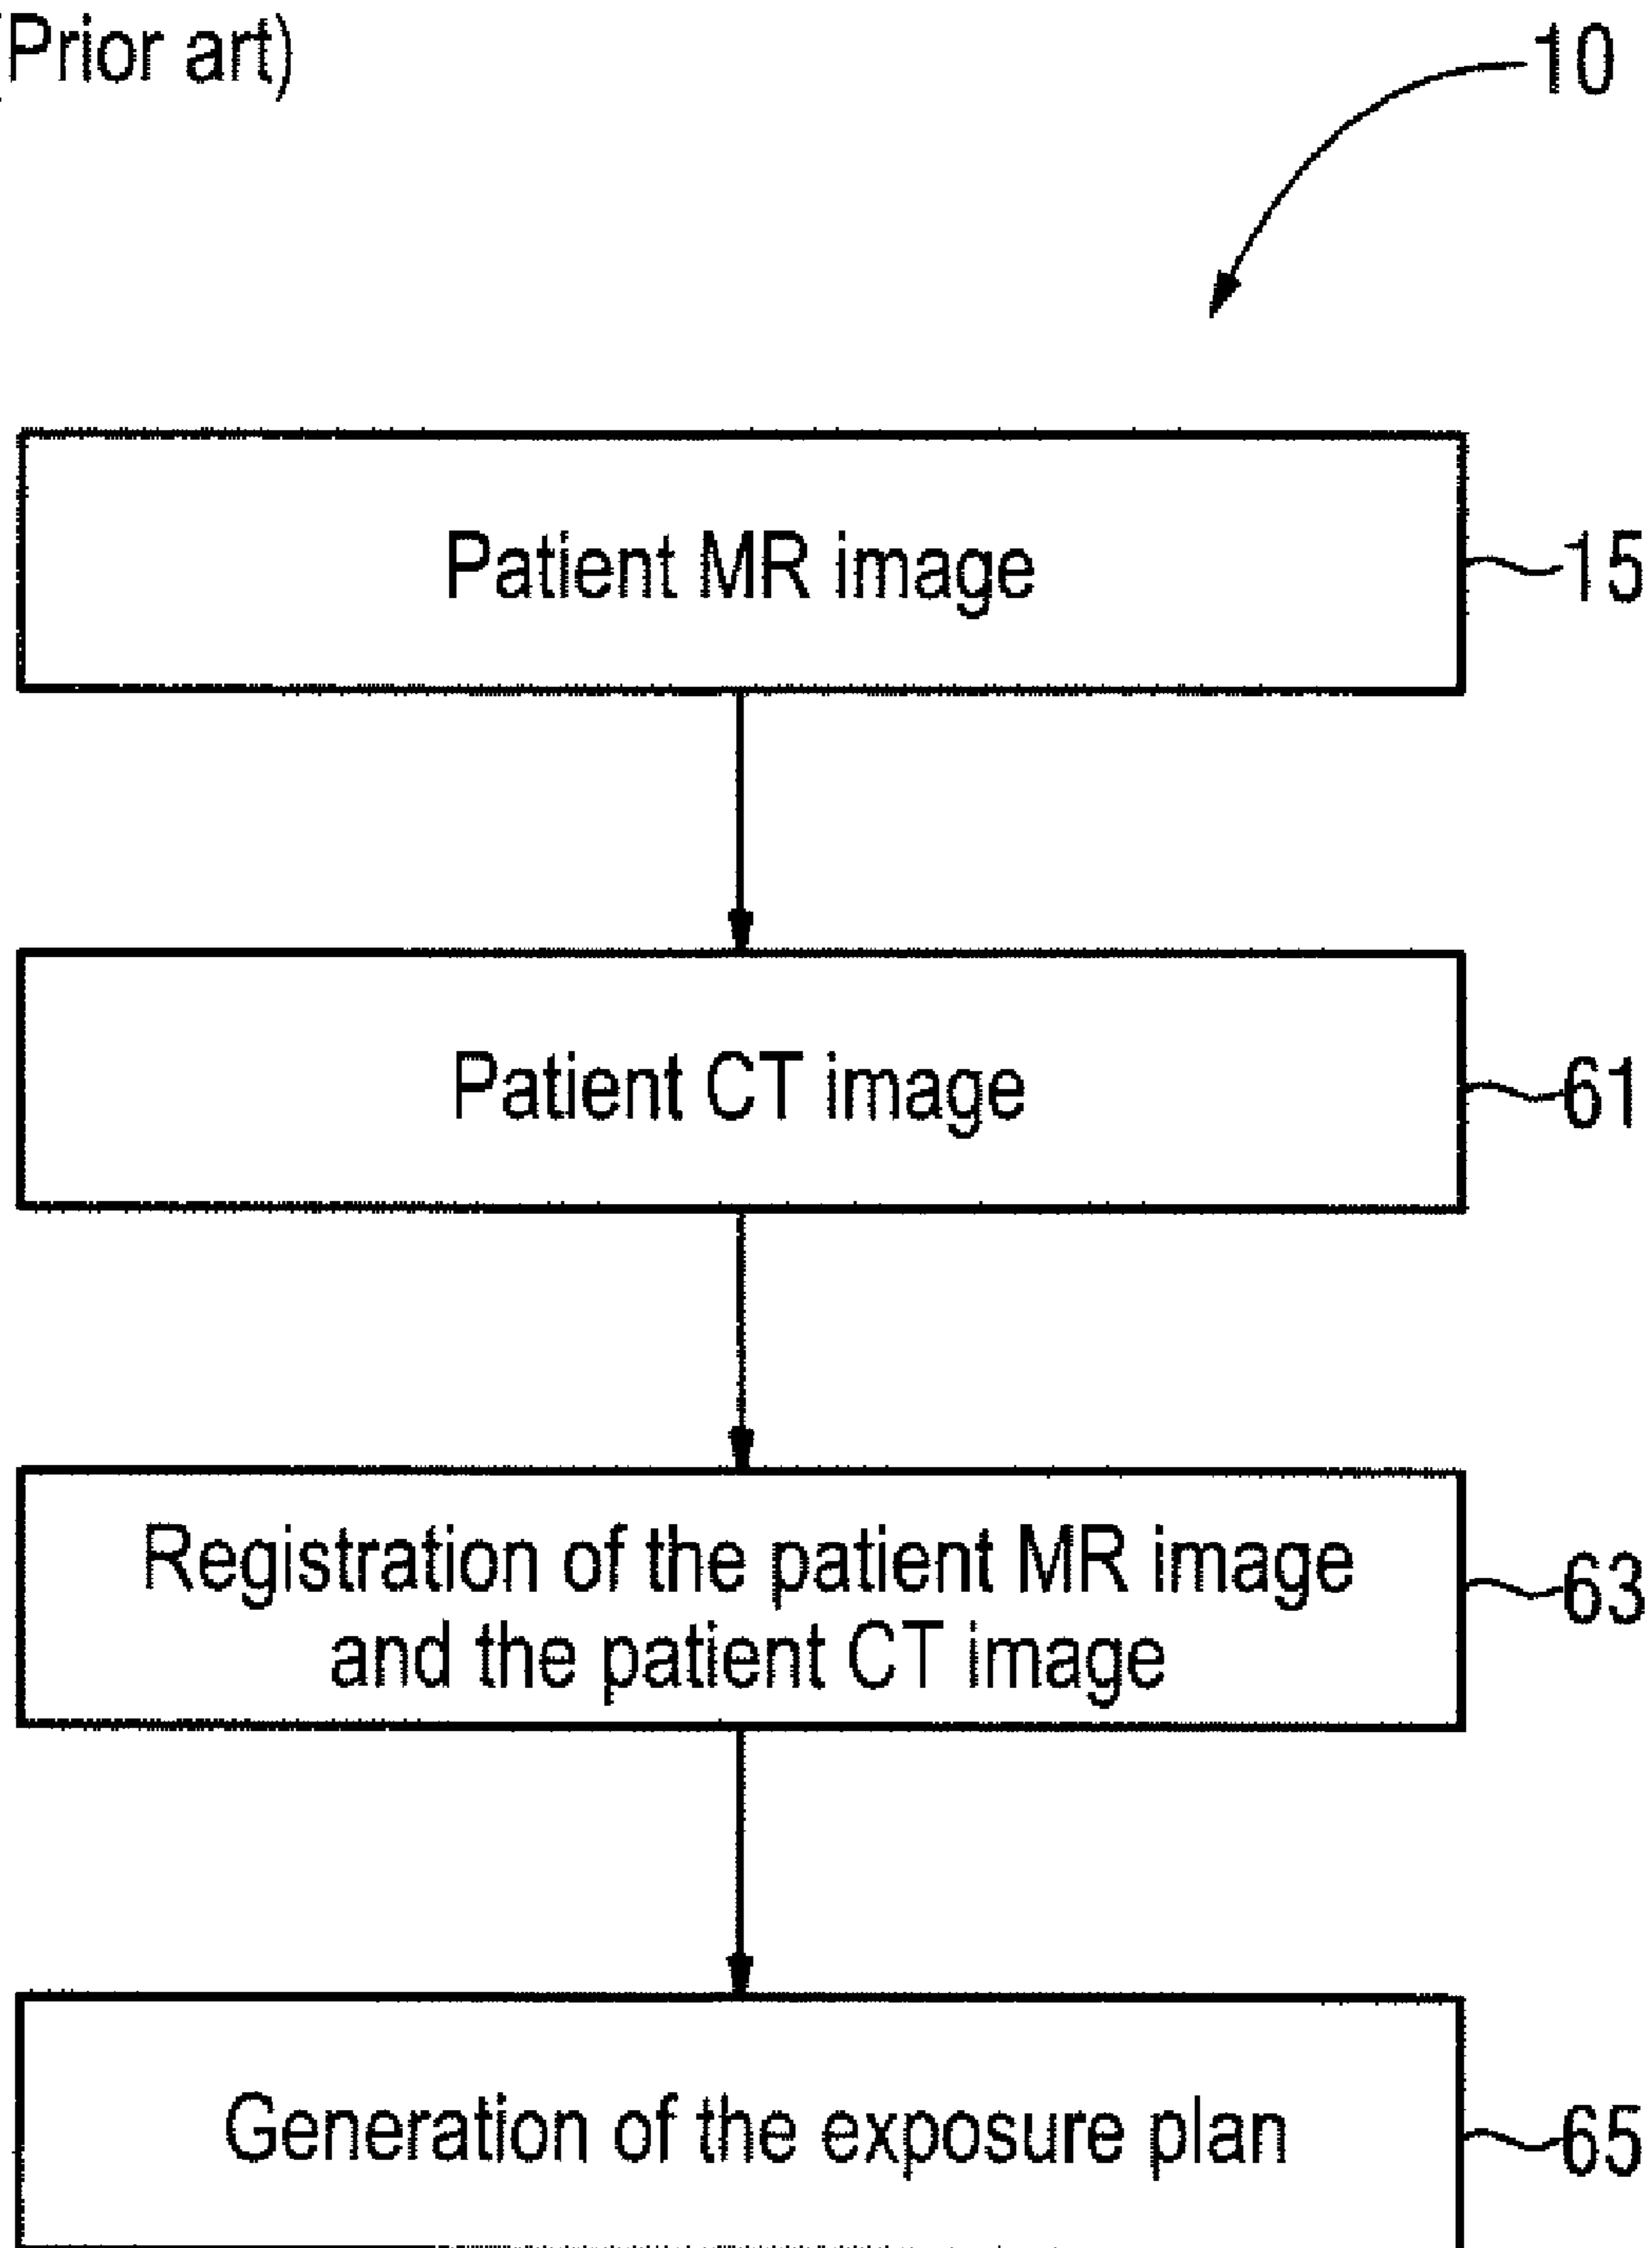 (Prior art)
10
Patient MR image
15
Patient CT image
61
Registration of the patient MR image
and the patient CT image
63
Generation of the exposure plan
65